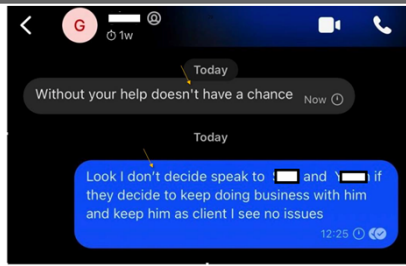 G
1w
Today
Without your help doesn't have a chance Now
Today
Look I don't decide speak to and if
they decide to keep doing business with him
and keep him as client I see no issues
12:25